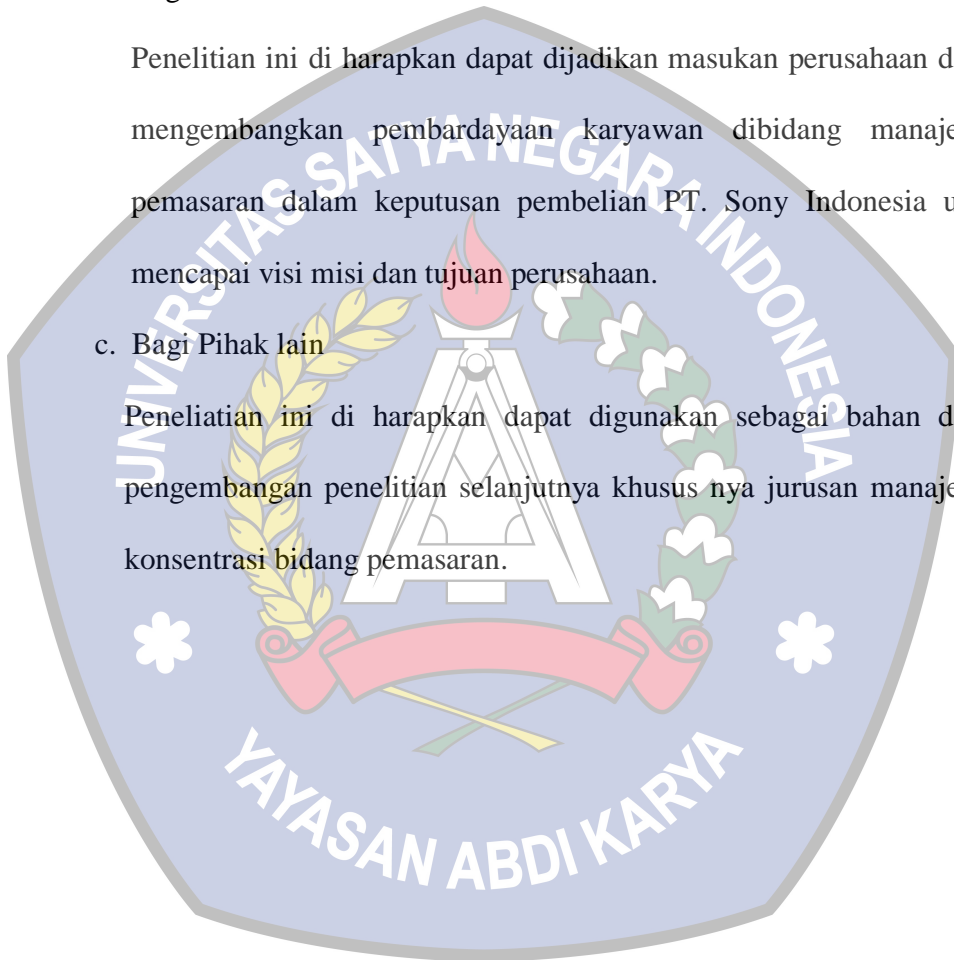 Penelitian ini di harapkan dapat dijadikan masukan perusahaan
mengembangkan pembardayaan karyawan dibidang
pemasaran dalam keputusan pembelian PT. Sony Indonesia
mencapai visi misi dan tujuan perusahaan.
c. Bagi Pihak lain
Peneliatian ini di harapkan dapat digunakan sebagai bahan
pengembangan penelitian selanjutnya khusus nya jurusan
konsentrasi bidang pemasaran.
UNIVERSITAS SATYA NEGARA INDONESIA
YAYASAN ABDI KARYA